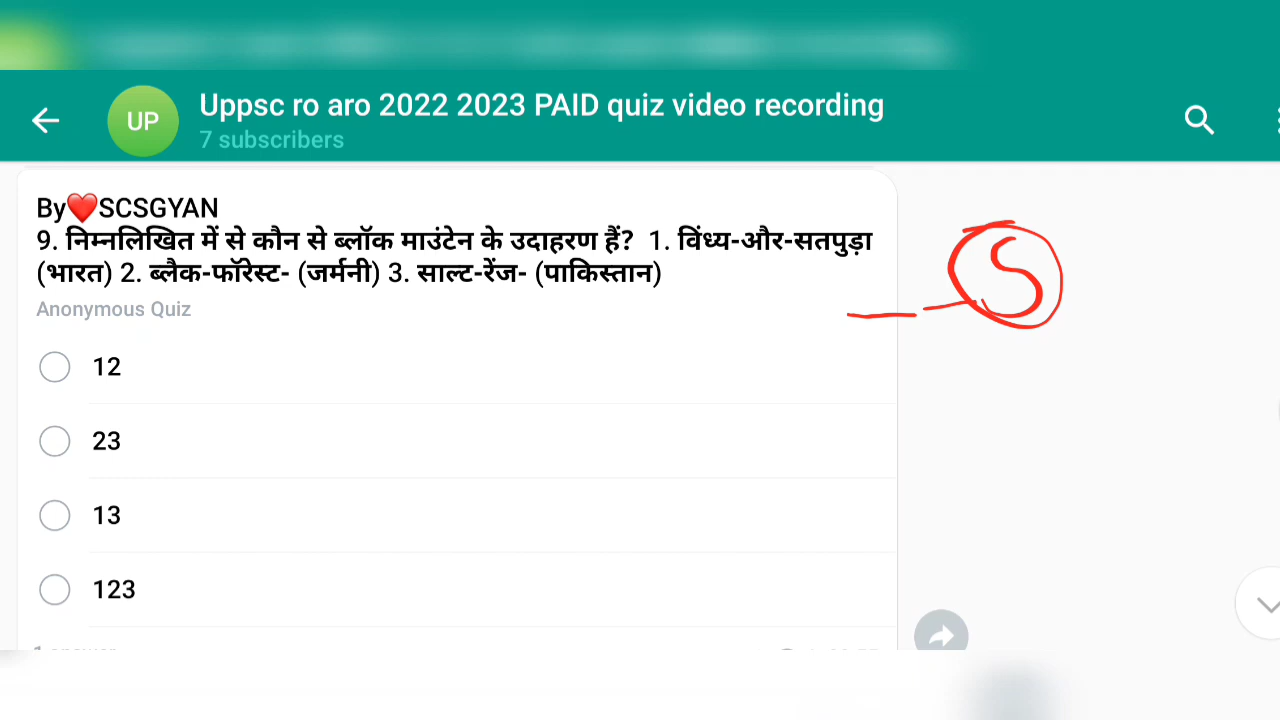 UP
Uppsc ro aro 2022 2023 PAID quiz video recording
7 subscribers
By❤️SCSGYAN
9. निम्नलिखित में से कौन से ब्लॉक माउंटेन के उदाहरण हैं? 1. विंध्य-और-सतपुड़ा
(भारत) 2. ब्लैक-फॉरेस्ट- (जर्मनी) 3. साल्ट-रेंज- (पाकिस्तान)
S
Anonymous Quiz
12
23
13
123